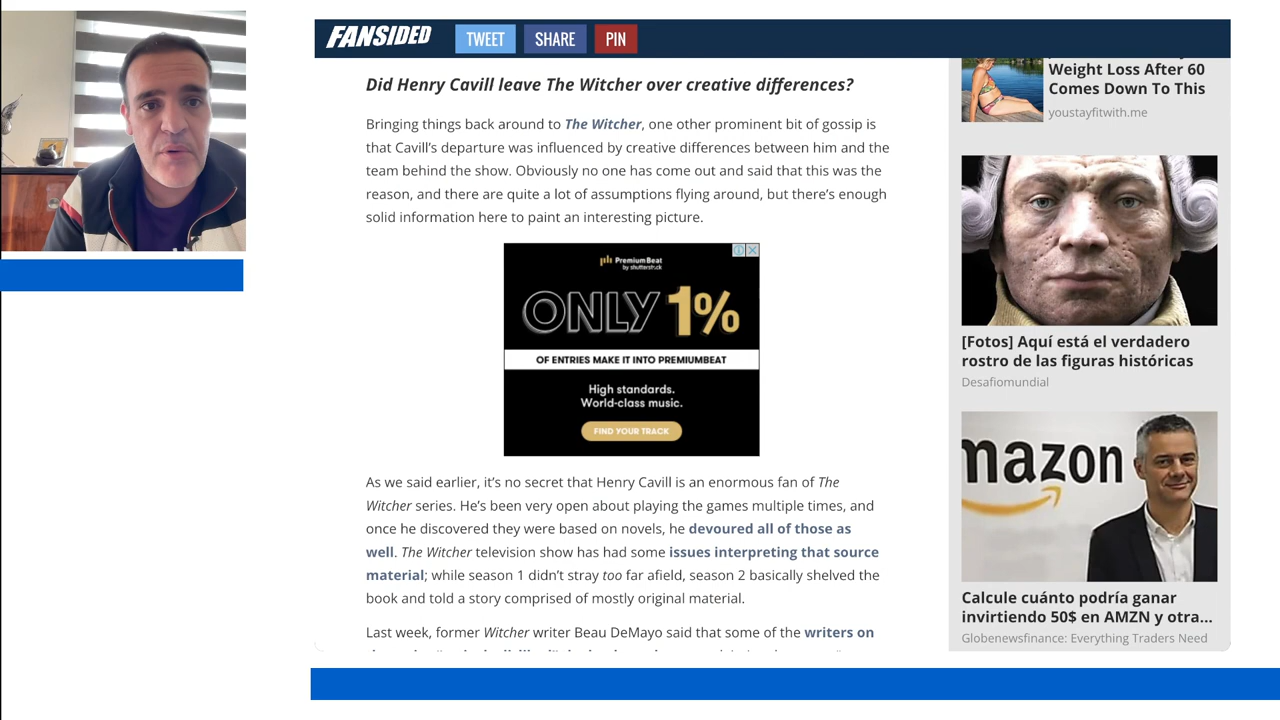 FANSIDED
TWEET
SHARE
PIN
Did Henry Cavill leave The Witcher over creative differences?
Bringing things back around to The Witcher, one other prominent bit of gossip is
that Cavill's departure was influenced by creative differences between him and the
team behind the show. Obviously no one has come out and said that this was the
reason, and there are quite a lot of assumptions flying around, but there's enough
solid information here to paint an interesting picture.
PremiumBeat
by shutterstock
ONLY 1%
OF ENTRIES MAKE IT INTO PREMIUMBEAT
High standards.
World-class music.
FIND YOUR TRACK
As we said earlier, it's no secret that Henry Cavill is an enormous fan of The
Witcher series. He's been very open about playing the games multiple times, and
once he discovered they were based on novels, he devoured all of those as
well. The Witcher television show has had some issues interpreting that source
material; while season 1 didn't stray too far afield, season 2 basically shelved the
book and told a story comprised of mostly original material.
Last week, former Witcher writer Beau DeMayo said that some of the writers on
Weight Loss After 60
Comes Down To This
youstayfitwith.me
[Fotos] Aquí está el verdadero
rostro de las figuras históricas
Desafiomundial
mazon
Calcule cuánto podría ganar
invirtiendo 50$ en AMZN y otra...
Globenewsfinance: Everything Traders Need